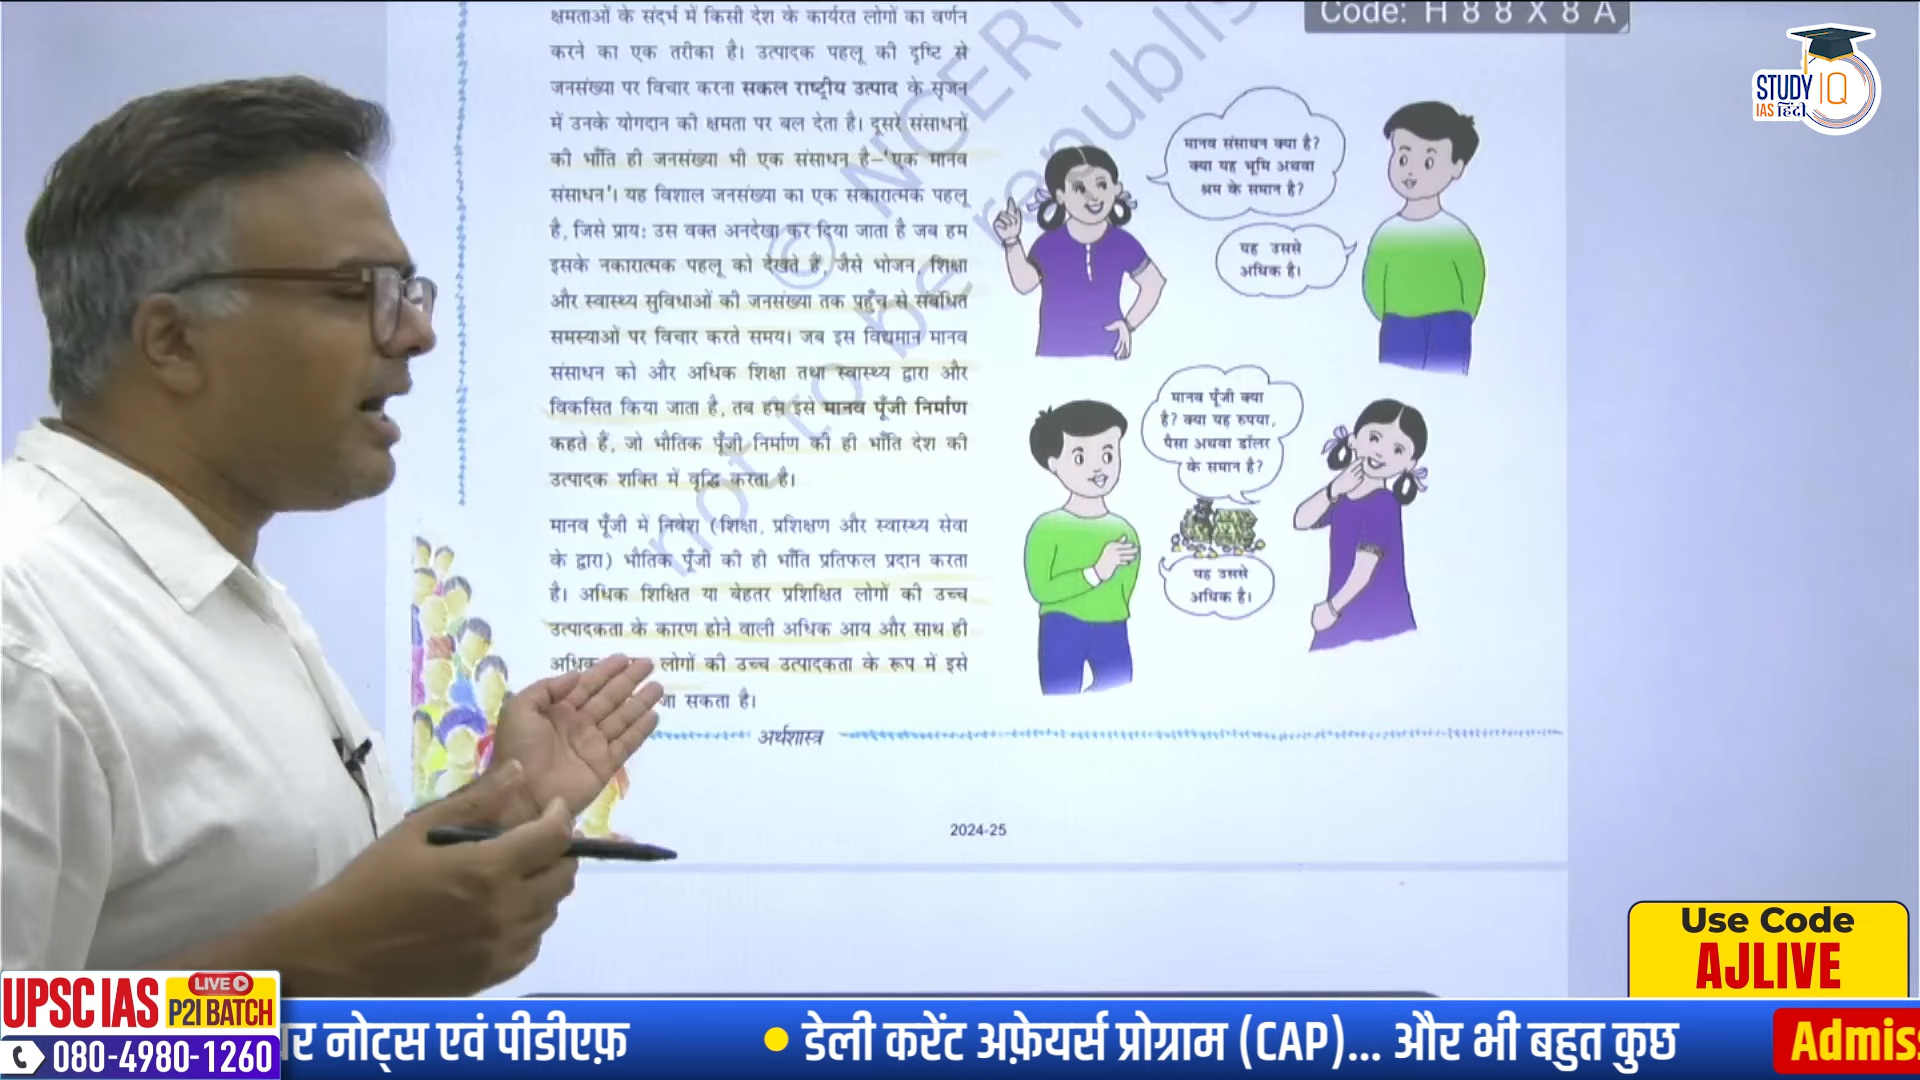 क्षमताओं के संदर्भ में किसी देश के कार्यरत लोगों का वर्णन
करने का एक तरीका है। उत्पादक पहलू की दृष्टि से
जनसंख्या पर विचार करना सकल राष्ट्रीय उत्पाद के सृजन
में उनके योगदान की क्षमता पर बल देता है। दूसरे संसाधनों
की भाँति ही जनसंख्या भी एक संसाधन है–'एक मानव
संसाधन'। यह विशाल जनसंख्या का एक सकारात्मक पहलू
है, जिसे प्राय: उस वक्त अनदेखा कर दिया जाता है जब हम
इसके नकारात्मक पहलू को देखते हैं, जैसे भोजन, शिक्षा
और स्वास्थ्य सुविधाओं की जनसंख्या तक पहुँच से संबंधित
समस्याओं पर विचार करते समय। जब इस विद्यमान मानव
संसाधन को और अधिक शिक्षा तथा स्वास्थ्य द्वारा और
विकसित किया जाता है, तब हम इसे मानव पूँजी निर्माण
कहते हैं, जो भौतिक पूँजी निर्माण की ही भाँति देश की
उत्पादक शक्ति में वृद्धि करता है।
मानव पूँजी में निवेश (शिक्षा, प्रशिक्षण और स्वास्थ्य सेवा
के द्वारा) भौतिक पूँजी की ही भाँति प्रतिफल प्रदान करता
है। अधिक शिक्षित या बेहतर प्रशिक्षित लोगों की उच्च
उत्पादकता के कारण होने वाली अधिक आय और साथ ही
अधिक लोगों की उच्च उत्पादकता के रूप में इसे
जा सकता है।
अर्थशास्त्र
2024-25
© NCERT
not to be republis
Code: H 8 8 X 8 A
मानव संसाधन क्या है?
क्या यह भूमि अथवा
श्रम के समान है?
यह उससे
अधिक है।
मानव पूँजी क्या
है? क्या यह रुपया,
पैसा अथवा डॉलर
के समान है?
यह उससे
अधिक है।
STUDY IQ
IAS हिंदी
Use Code
AJLIVE
LIVE
UPSC IAS P2I BATCH
080-4980-1260
र नोट्स एवं पीडीएफ़
डेली करेंट अफ़ेयर्स प्रोग्राम (CAP)... और भी बहुत कुछ
Admiss